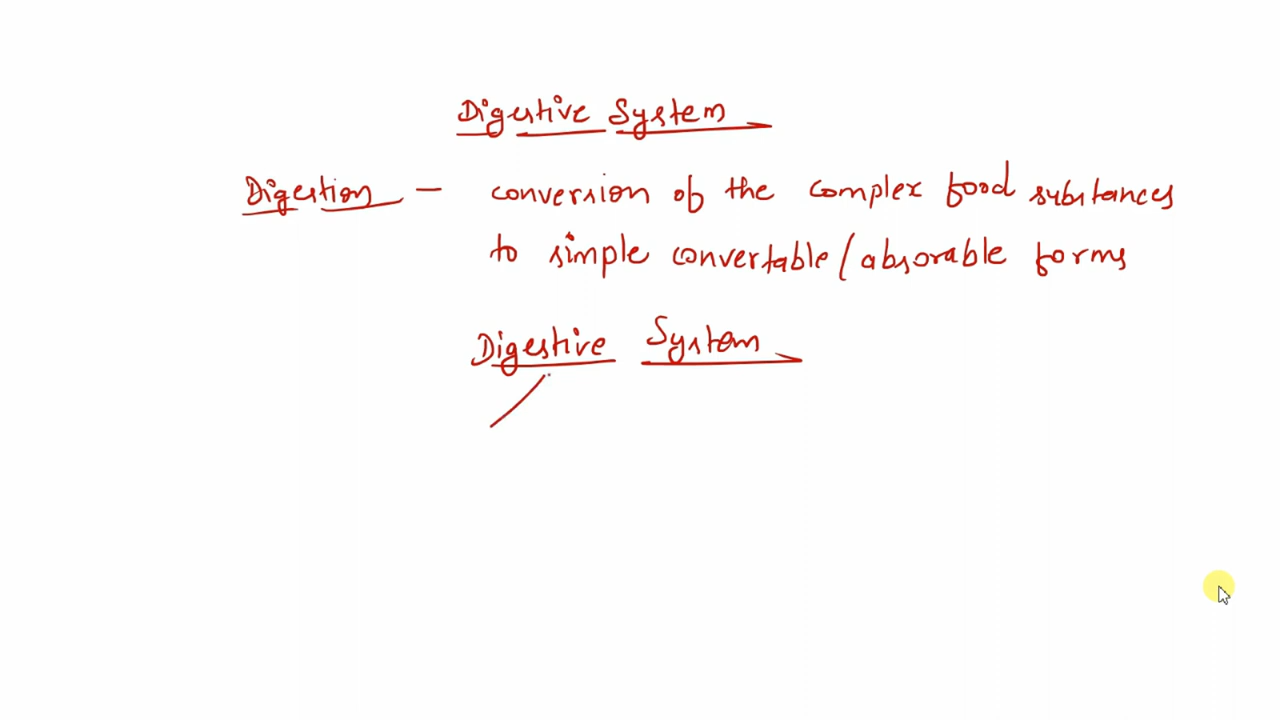 Digestive System
Digestion — conversion of the complex food substances
to simple convertable/absorable forms
Digestive System